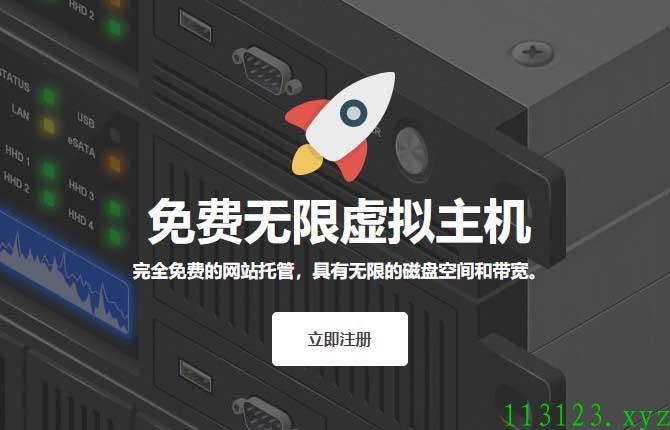 HHD 2
STATUS
LAN
USB
eSATA
HHD 1
HHD 2
HHD 3
HHD 4
免费无限虚拟主机
完全免费的网站托管，具有无限的磁盘空间和带宽。
立即注册
113123.xyz